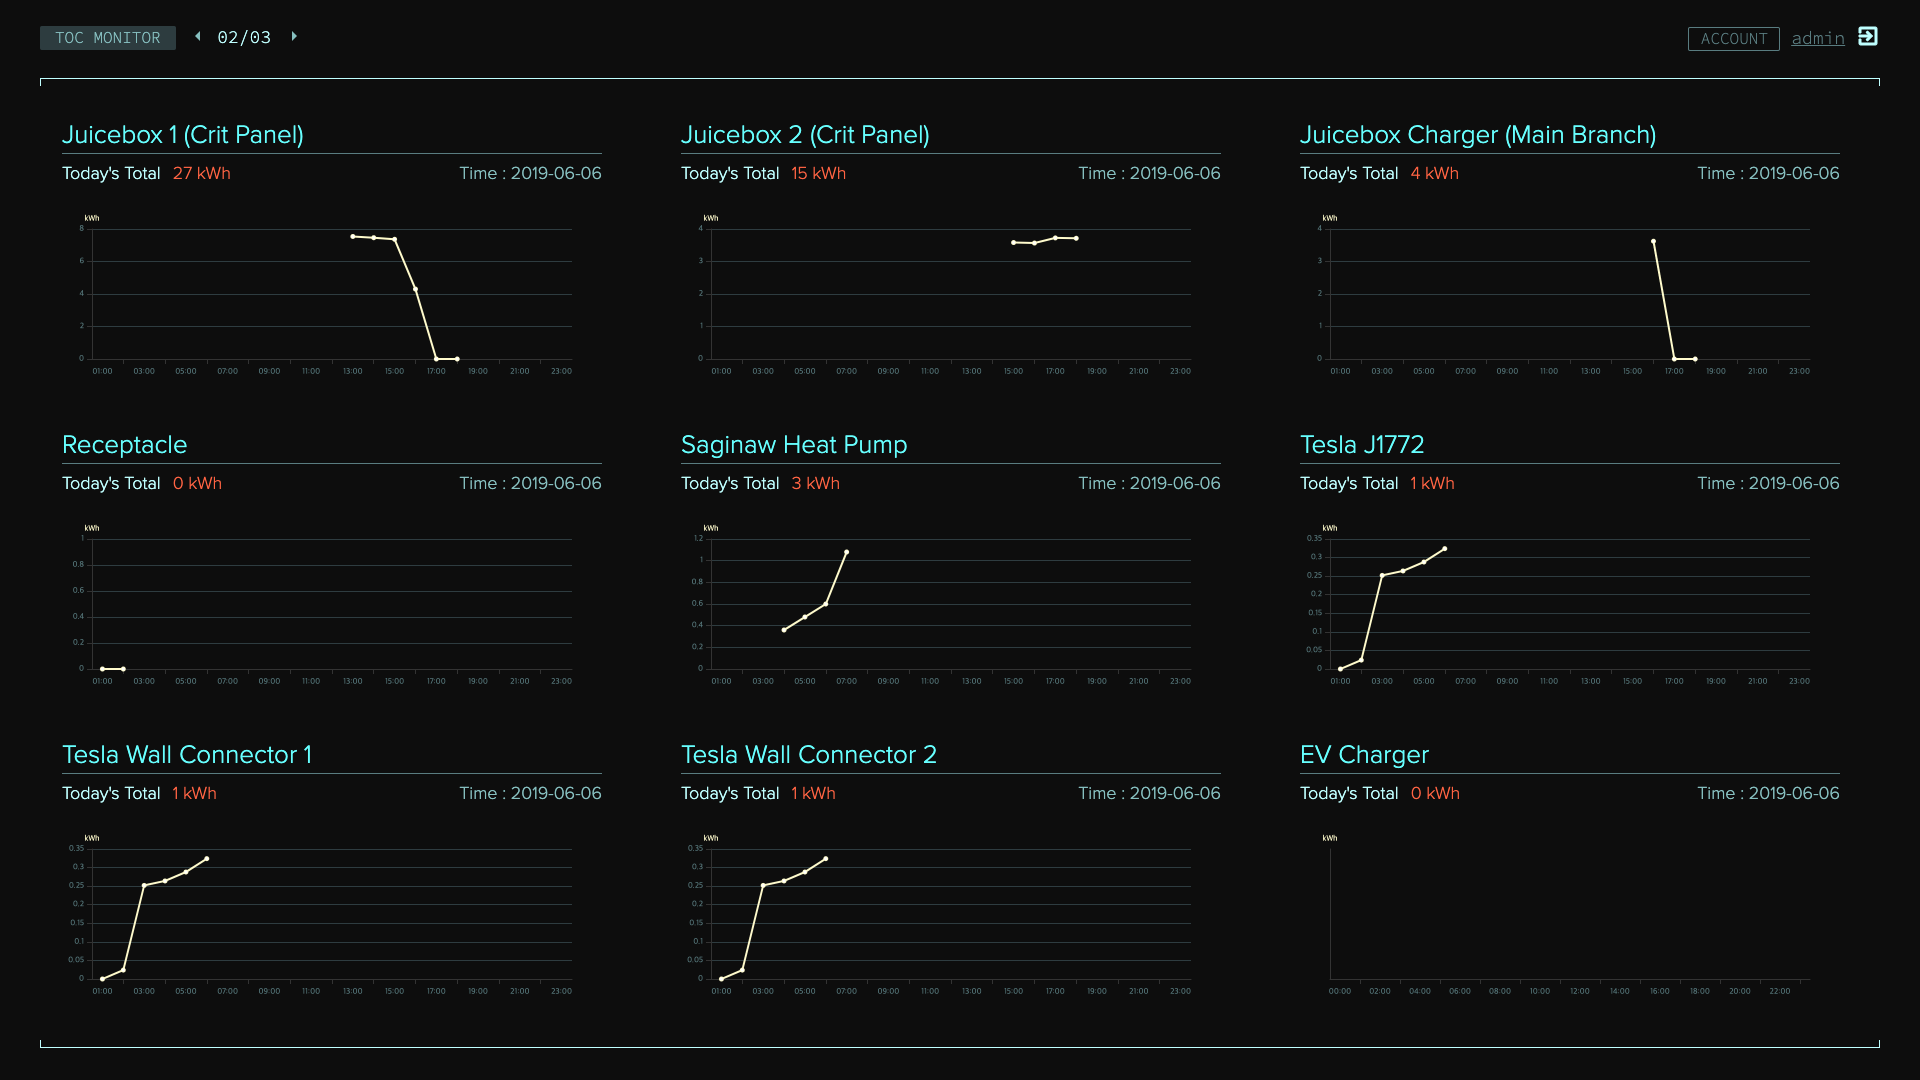 TOC MONITOR 02/03 ACCOUNT admin
Juicebox 1 (Crit Panel)
Today's Total 27 kWh Time : 2019-06-06
kWh
8
6
4
2
0
01:00 03:00 05:00 07:00 09:00 11:00 13:00 15:00 17:00 19:00 21:00 23:00
Juicebox 2 (Crit Panel)
Today's Total 15 kWh Time : 2019-06-06
kWh
4
3
2
1
0
01:00 03:00 05:00 07:00 09:00 11:00 13:00 15:00 17:00 19:00 21:00 23:00
Juicebox Charger (Main Branch)
Today's Total 4 kWh Time : 2019-06-06
kWh
4
3
2
1
0
01:00 03:00 05:00 07:00 09:00 11:00 13:00 15:00 17:00 19:00 21:00 23:00
Receptacle
Today's Total 0 kWh Time : 2019-06-06
kWh
1
0.8
0.6
0.4
0.2
0
01:00 03:00 05:00 07:00 09:00 11:00 13:00 15:00 17:00 19:00 21:00 23:00
Saginaw Heat Pump
Today's Total 3 kWh Time : 2019-06-06
kWh
1.2
1
0.8
0.6
0.4
0.2
0
01:00 03:00 05:00 07:00 09:00 11:00 13:00 15:00 17:00 19:00 21:00 23:00
Tesla J1772
Today's Total 1 kWh Time : 2019-06-06
kWh
0.35
0.3
0.25
0.2
0.15
0.1
0.05
0
01:00 03:00 05:00 07:00 09:00 11:00 13:00 15:00 17:00 19:00 21:00 23:00
Tesla Wall Connector 1
Today's Total 1 kWh Time : 2019-06-06
kWh
0.35
0.3
0.25
0.2
0.15
0.1
0.05
0
01:00 03:00 05:00 07:00 09:00 11:00 13:00 15:00 17:00 19:00 21:00 23:00
Tesla Wall Connector 2
Today's Total 1 kWh Time : 2019-06-06
kWh
0.35
0.3
0.25
0.2
0.15
0.1
0.05
0
01:00 03:00 05:00 07:00 09:00 11:00 13:00 15:00 17:00 19:00 21:00 23:00
EV Charger
Today's Total 0 kWh Time : 2019-06-06
kWh
00:00 02:00 04:00 06:00 08:00 10:00 12:00 14:00 16:00 18:00 20:00 22:00